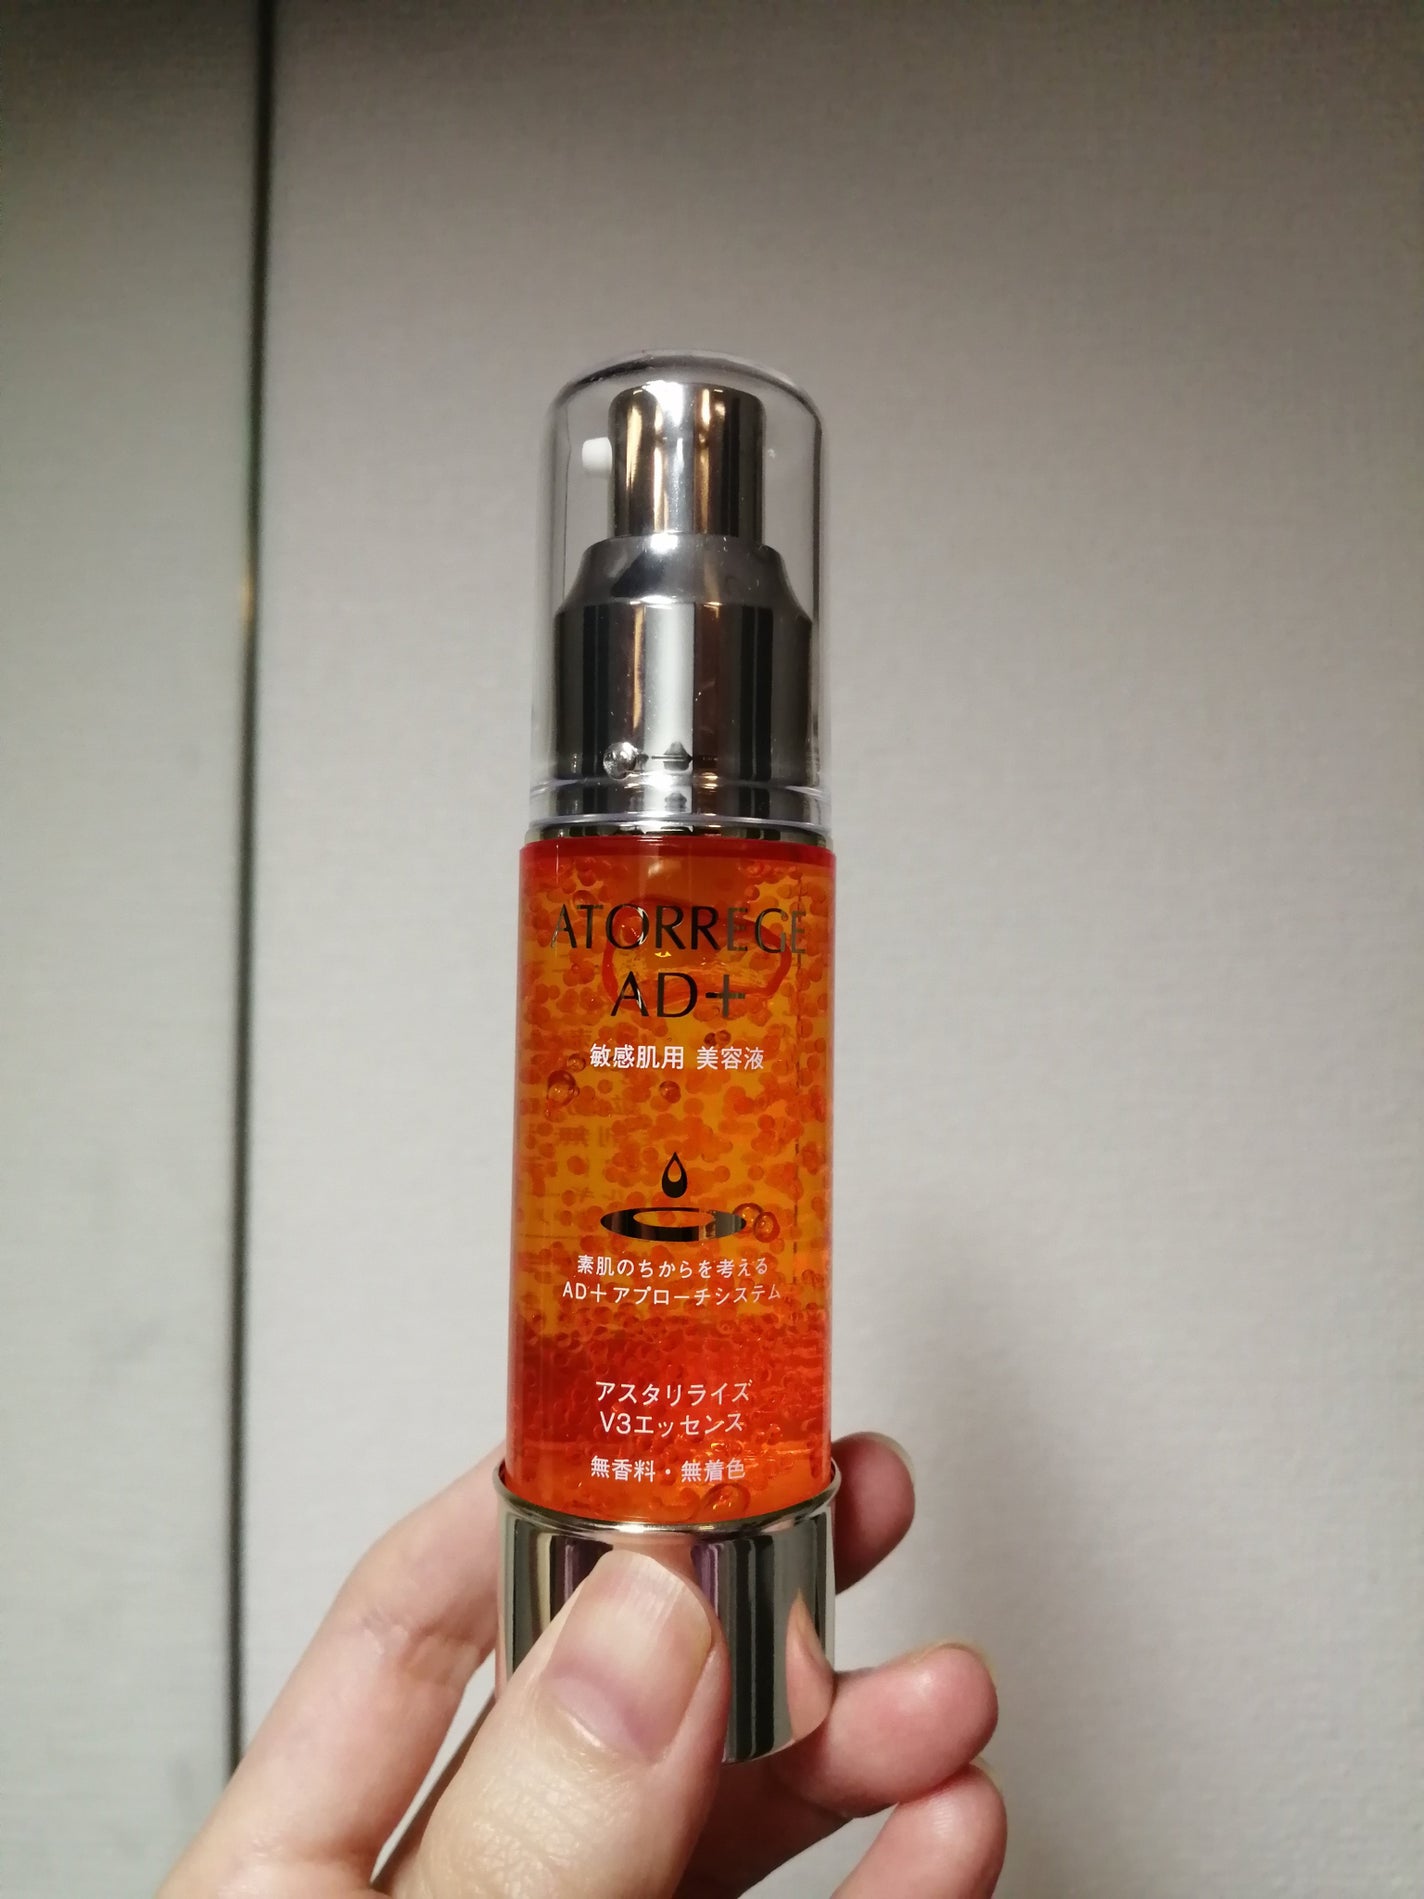 ATORREGE
AD+
敏感肌用 美容液
素肌のちからを考える
AD+アプローチシステム
アスタリライズ
V3エッセンス
無香料・無着色